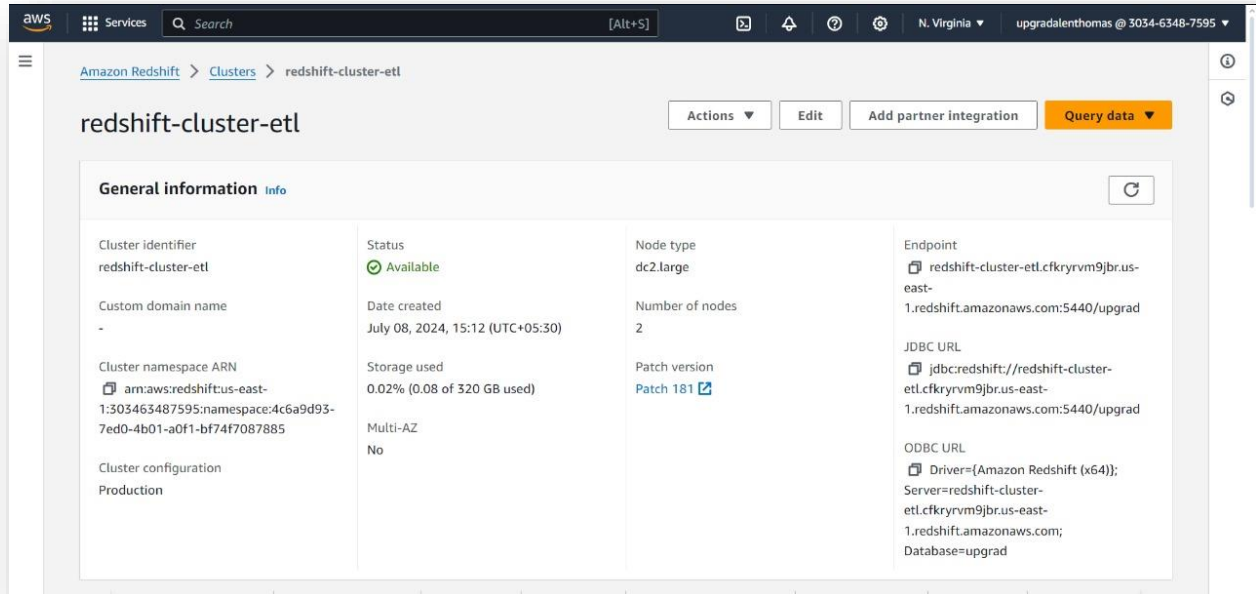 aws
Services
Search
[Alt+S]
N. Virginia
upgradalenthomas @ 3034-6348-7595
Amazon Redshift > Clusters > redshift-cluster-etl
redshift-cluster-etl
Actions
Edit
Add partner integration
Query data
General information Info
Cluster identifier
redshift-cluster-etl
Custom domain name
-
Cluster namespace ARN
arn:aws:redshift:us-east-
1:303463487595:namespace:4c6a9d93-
7ed0-4b01-a0f1-bf74f7087885
Cluster configuration
Production
Status
Available
Date created
July 08, 2024, 15:12 (UTC+05:30)
Storage used
0.02% (0.08 of 320 GB used)
Multi-AZ
No
Node type
dc2.large
Number of nodes
2
Patch version
Patch 181
Endpoint
redshift-cluster-etl.cfkryrvm9jbr.us-
east-
1.redshift.amazonaws.com:5440/upgrad
JDBC URL
jdbc:redshift://redshift-cluster-
etl.cfkryrvm9jbr.us-east-
1.redshift.amazonaws.com:5440/upgrad
ODBC URL
Driver={Amazon Redshift (x64)};
Server=redshift-cluster-
etl.cfkryrvm9jbr.us-east-
1.redshift.amazonaws.com;
Database=upgrad